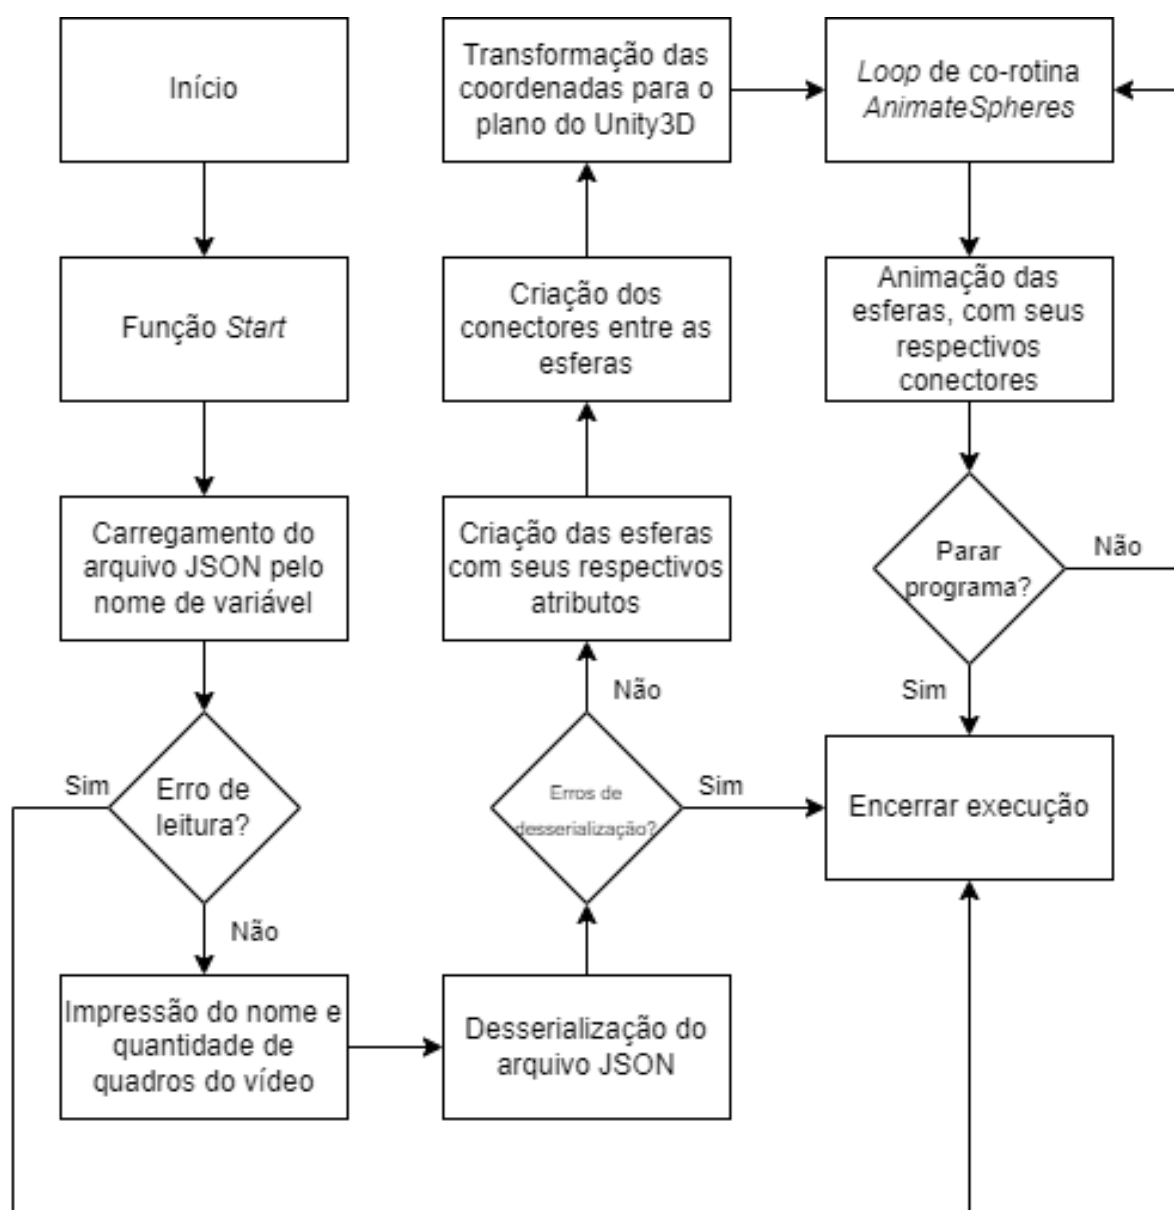 Início
Função Start
Carregamento do
arquivo JSON pelo
nome de variável
Erro de
leitura?
Sim
Não
Impressão do nome e
quantidade de
quadros do vídeo
Desserialização do
arquivo JSON
Erros de
desserialização?
Sim
Não
Criação das esferas
com seus respectivos
atributos
Criação dos
conectores entre as
esferas
Transformação das
coordenadas para o
plano do Unity3D
Loop de co-rotina
AnimateSpheres
Animação das
esferas, com seus
respectivos
conectores
Parar
programa?
Não
Sim
Encerrar execução